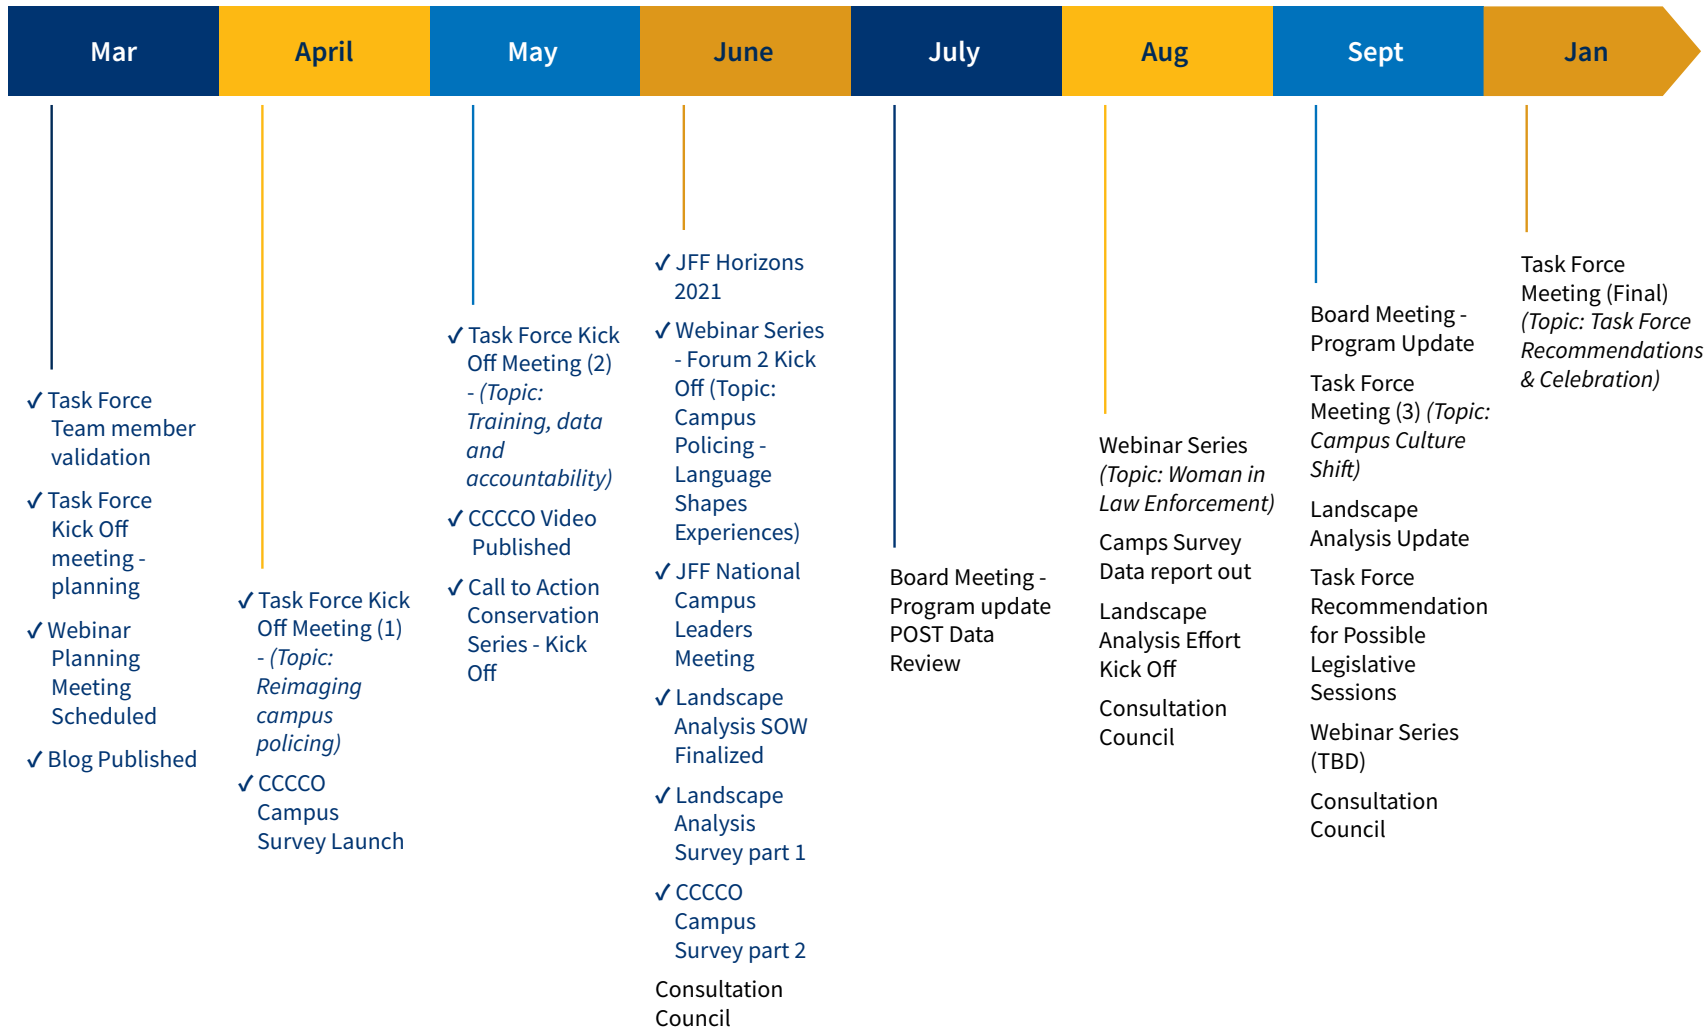 Mar
April
May
June
July
Aug
Sept
Jan
✓ Task Force
Team member
validation
✓ Task Force
Kick Off
meeting -
planning
✓ Webinar
Planning
Meeting
Scheduled
✓ Blog Published
✓ Task Force Kick
Off Meeting (1)
- (Topic:
Reimaging
campus
policing)
✓ CCCCO
Campus
Survey Launch
✓ Task Force Kick
Off Meeting (2)
- (Topic:
Training, data
and
accountability)
✓ CCCCO Video
Published
✓ Call to Action
Conservation
Series - Kick
Off
✓ JFF Horizons
2021
✓ Webinar Series
- Forum 2 Kick
Off (Topic:
Campus
Policing -
Language
Shapes
Experiences)
✓ JFF National
Campus
Leaders
Meeting
✓ Landscape
Analysis SOW
Finalized
✓ Landscape
Analysis
Survey part 1
✓ CCCCO
Campus
Survey part 2
Consultation
Council
Board Meeting -
Program update
POST Data
Review
Webinar Series
(Topic: Woman in
Law Enforcement)
Camps Survey
Data report out
Landscape
Analysis Effort
Kick Off
Consultation
Council
Board Meeting -
Program Update
Task Force
Meeting (3) (Topic:
Campus Culture
Shift)
Landscape
Analysis Update
Task Force
Recommendation
for Possible
Legislative
Sessions
Webinar Series
(TBD)
Consultation
Council
Task Force
Meeting (Final)
(Topic: Task Force
Recommendations
& Celebration)